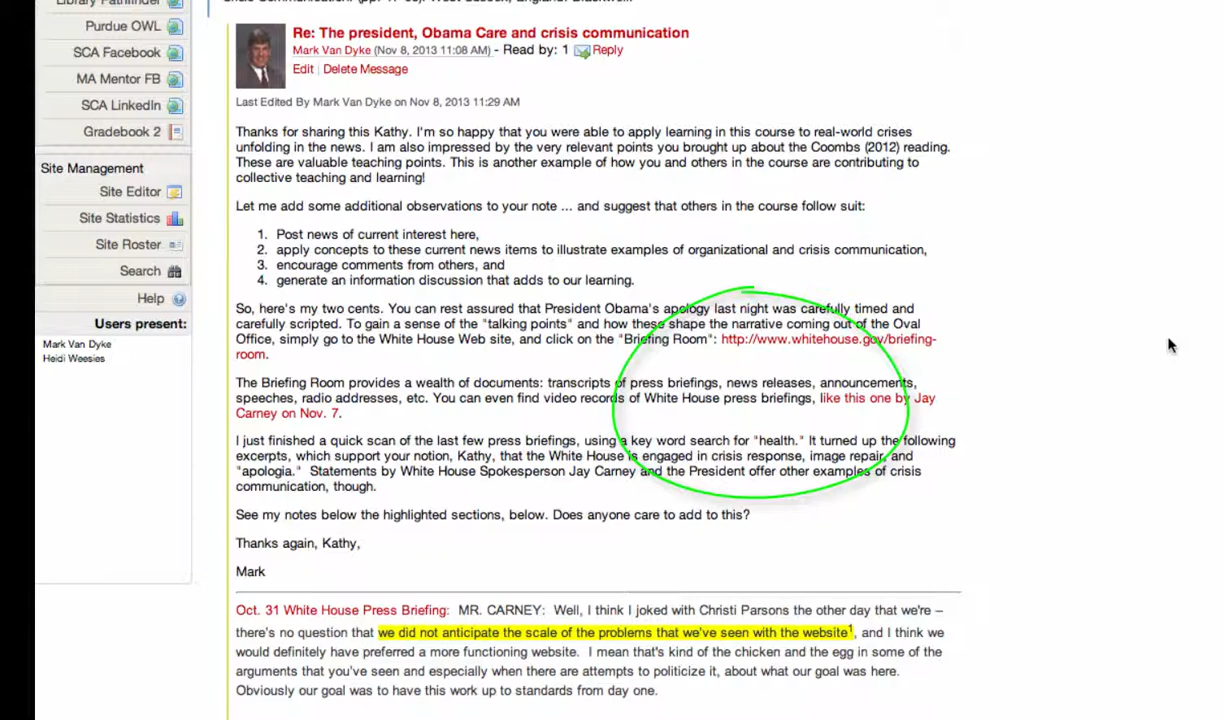 Library Pathfinder
Purdue OWL
SCA Facebook
MA Mentor FB
SCA LinkedIn
Gradebook 2
Site Management
Site Editor
Site Statistics
Site Roster
Search
Help
Users present:
Mark Van Dyke
Heidi Weesies
Re: The president, Obama Care and crisis communication
Mark Van Dyke (Nov 8, 2013 11:08 AM) - Read by: 1 Reply
Edit | Delete Message
Last Edited By Mark Van Dyke on Nov 8, 2013 11:29 AM
Thanks for sharing this Kathy. I'm so happy that you were able to apply learning in this course to real-world crises
unfolding in the news. I am also impressed by the very relevant points you brought up about the Coombs (2012) reading.
These are valuable teaching points. This is another example of how you and others in the course are contributing to
collective teaching and learning!
Let me add some additional observations to your note ... and suggest that others in the course follow suit:
1. Post news of current interest here,
2. apply concepts to these current news items to illustrate examples of organizational and crisis communication,
3. encourage comments from others, and
4. generate an information discussion that adds to our learning.
So, here's my two cents. You can rest assured that President Obama's apology last night was carefully timed and
carefully scripted. To gain a sense of the "talking points" and how these shape the narrative coming out of the Oval
Office, simply go to the White House Web site, and click on the "Briefing Room": http://www.whitehouse.gov/briefing-
room.
The Briefing Room provides a wealth of documents: transcripts of press briefings, news releases, announcements,
speeches, radio addresses, etc. You can even find video records of White House press briefings, like this one by Jay
Carney on Nov. 7.
I just finished a quick scan of the last few press briefings, using a key word search for "health." It turned up the following
excerpts, which support your notion, Kathy, that the White House is engaged in crisis response, image repair, and
"apologia." Statements by White House Spokesperson Jay Carney and the President offer other examples of crisis
communication, though.
See my notes below the highlighted sections, below. Does anyone care to add to this?
Thanks again, Kathy,
Mark
Oct. 31 White House Press Briefing: MR. CARNEY: Well, I think I joked with Christi Parsons the other day that we're –
there's no question that we did not anticipate the scale of the problems that we've seen with the website¹, and I think we
would definitely have preferred a more functioning website. I mean that's kind of the chicken and the egg in some of the
arguments that you've seen and especially when there are attempts to politicize it, about what our goal was here.
Obviously our goal was to have this work up to standards from day one.